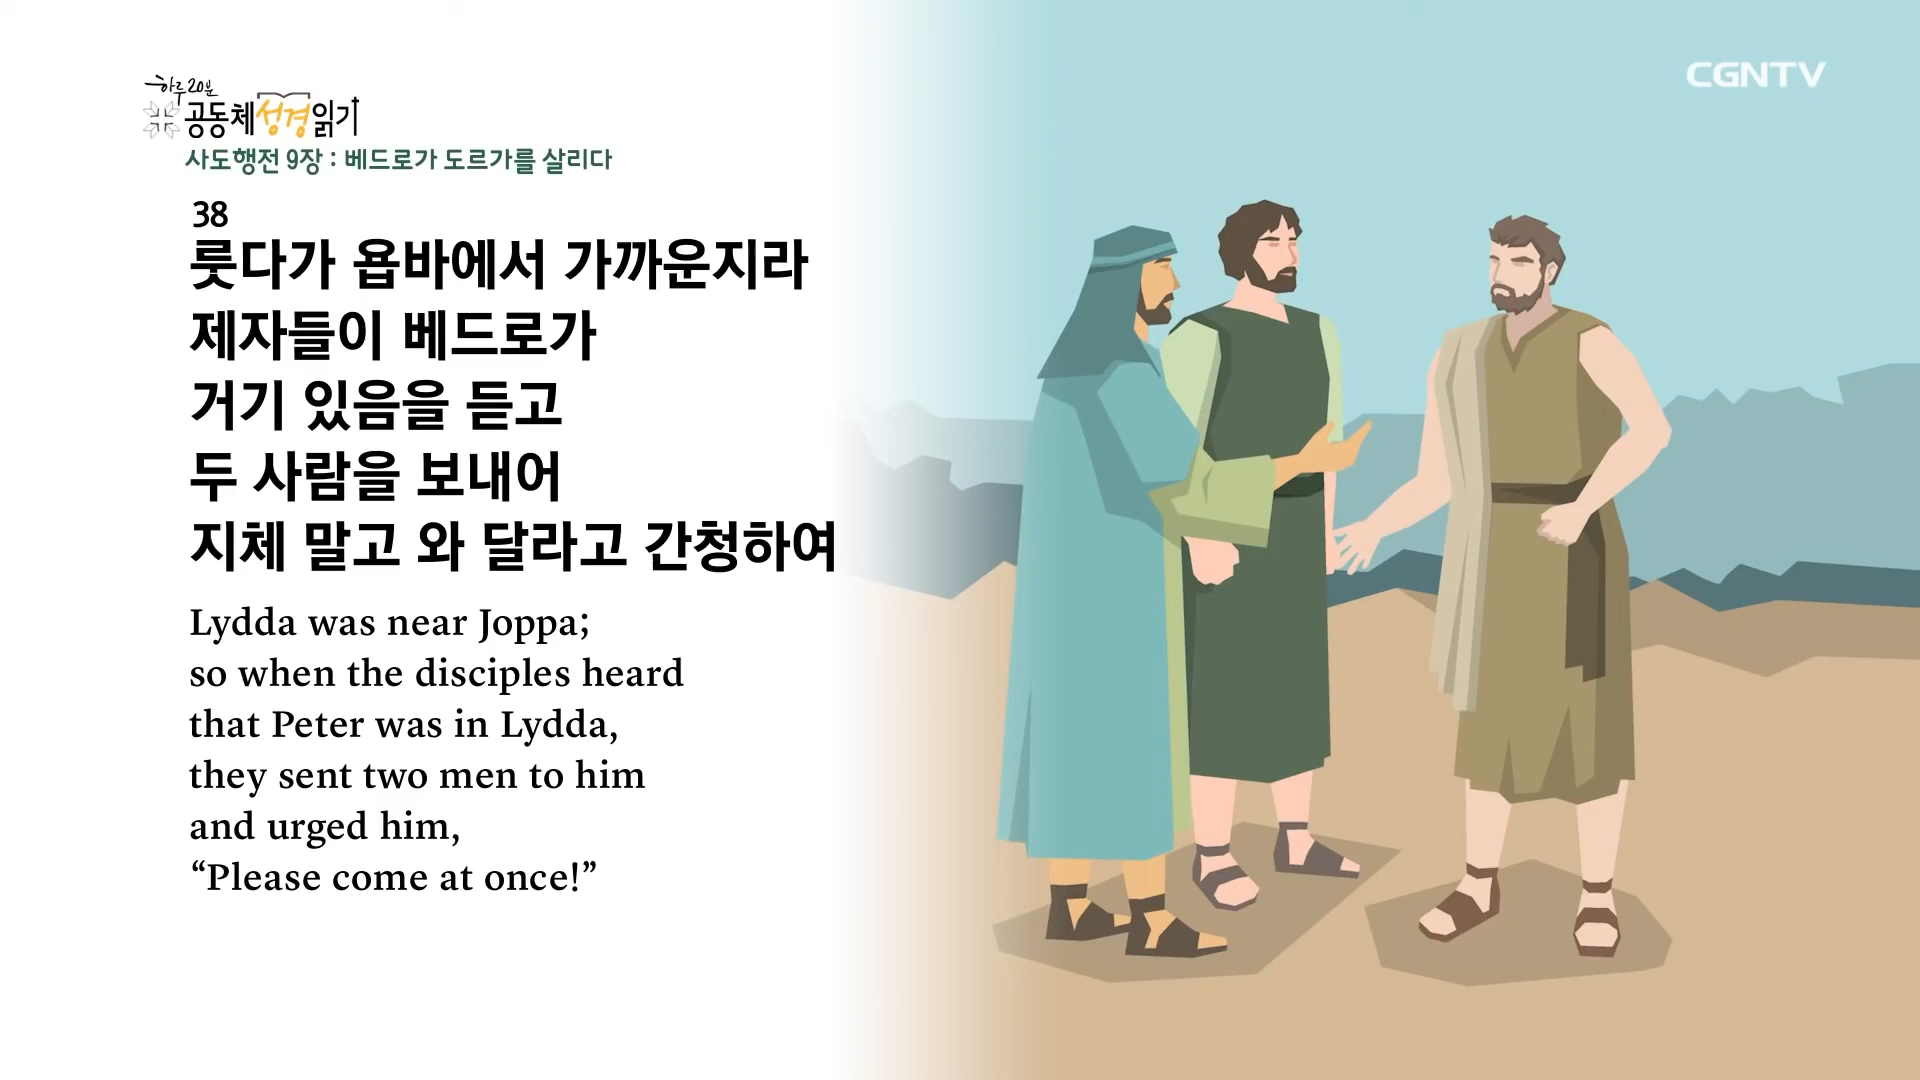 하루 20분
공동체성경읽기
CGNTV
사도행전 9장 : 베드로가 도르가를 살리다
38
룻다가 욥바에서 가까운지라
제자들이 베드로가
거기 있음을 듣고
두 사람을 보내어
지체 말고 와 달라고 간청하여
Lydda was near Joppa;
so when the disciples heard
that Peter was in Lydda,
they sent two men to him
and urged him,
“Please come at once!”